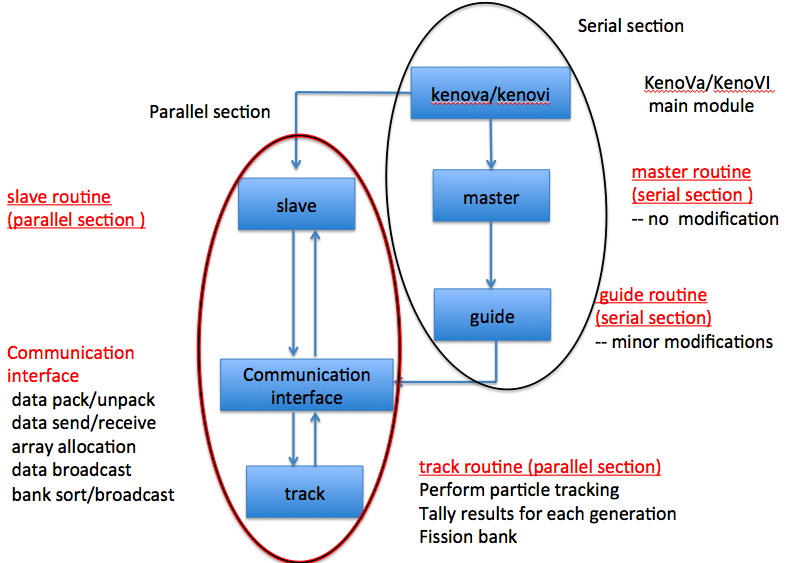 Serial section
kenova/kenovi
KenoVa/KenoVI
main module
Parallel section
slave routine
(parallel section )
slave
master
master routine
(serial section )
-- no  modification
guide
guide routine
(serial section)
-- minor modifications
Communication
interface
data pack/unpack
data send/receive
array allocation
data broadcast
bank sort/broadcast
Communication
interface
track
track routine (parallel section)
Perform particle tracking
Tally results for each generation
Fission bank